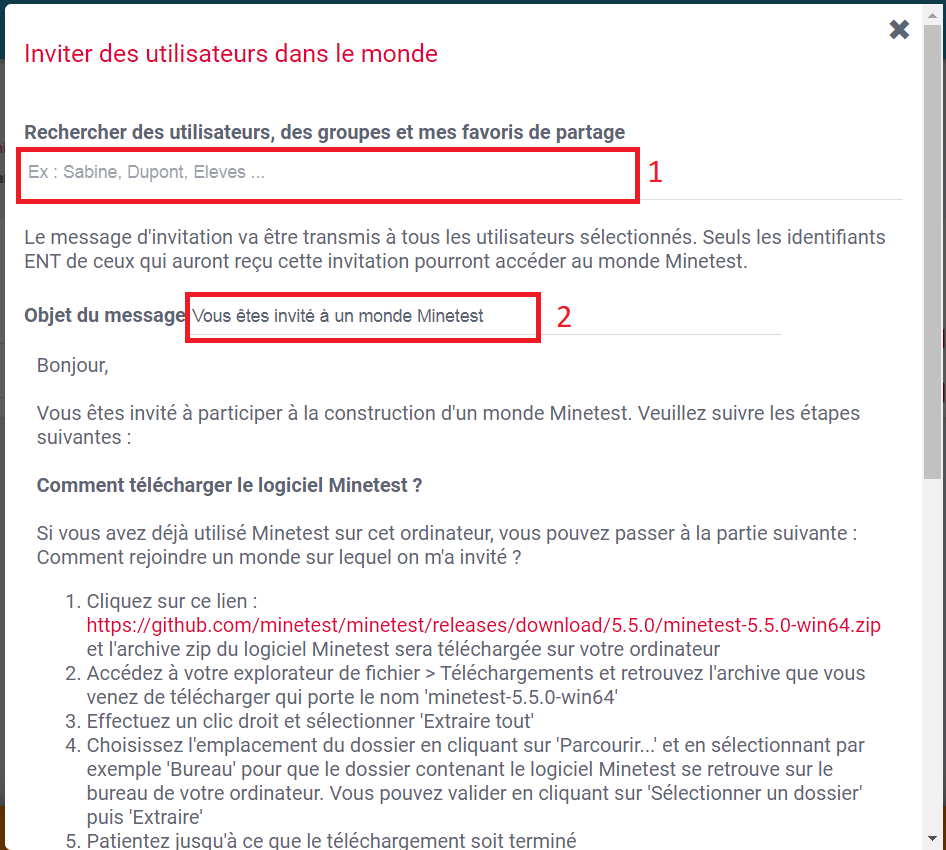 Inviter des utilisateurs dans le monde
Rechercher des utilisateurs, des groupes et mes favoris de partage
Ex : Sabine, Dupont, Eleves ...
1
Le message d'invitation va être transmis à tous les utilisateurs sélectionnés. Seuls les identifiants
ENT de ceux qui auront reçu cette invitation pourront accéder au monde Minetest.
Objet du message Vous êtes invité à un monde Minetest
2
Bonjour,
Vous êtes invité à participer à la construction d'un monde Minetest. Veuillez suivre les étapes
suivantes :
Comment télécharger le logiciel Minetest ?
Si vous avez déjà utilisé Minetest sur cet ordinateur, vous pouvez passer à la partie suivante :
Comment rejoindre un monde sur lequel on m'a invité ?
1. Cliquez sur ce lien :
https://github.com/minetest/minetest/releases/download/5.5.0/minetest-5.5.0-win64.zip
et l'archive zip du logiciel Minetest sera téléchargée sur votre ordinateur
2. Accédez à votre explorateur de fichier > Téléchargements et retrouvez l'archive que vous
venez de télécharger qui porte le nom 'minetest-5.5.0-win64'
3. Effectuez un clic droit et sélectionner 'Extraire tout'
4. Choisissez l'emplacement du dossier en cliquant sur 'Parcourir...' et en sélectionnant par
exemple 'Bureau' pour que le dossier contenant le logiciel Minetest se retrouve sur le
bureau de votre ordinateur. Vous pouvez valider en cliquant sur 'Sélectionner un dossier'
puis 'Extraire'
5. Patientez jusqu'à ce que le téléchargement soit terminé